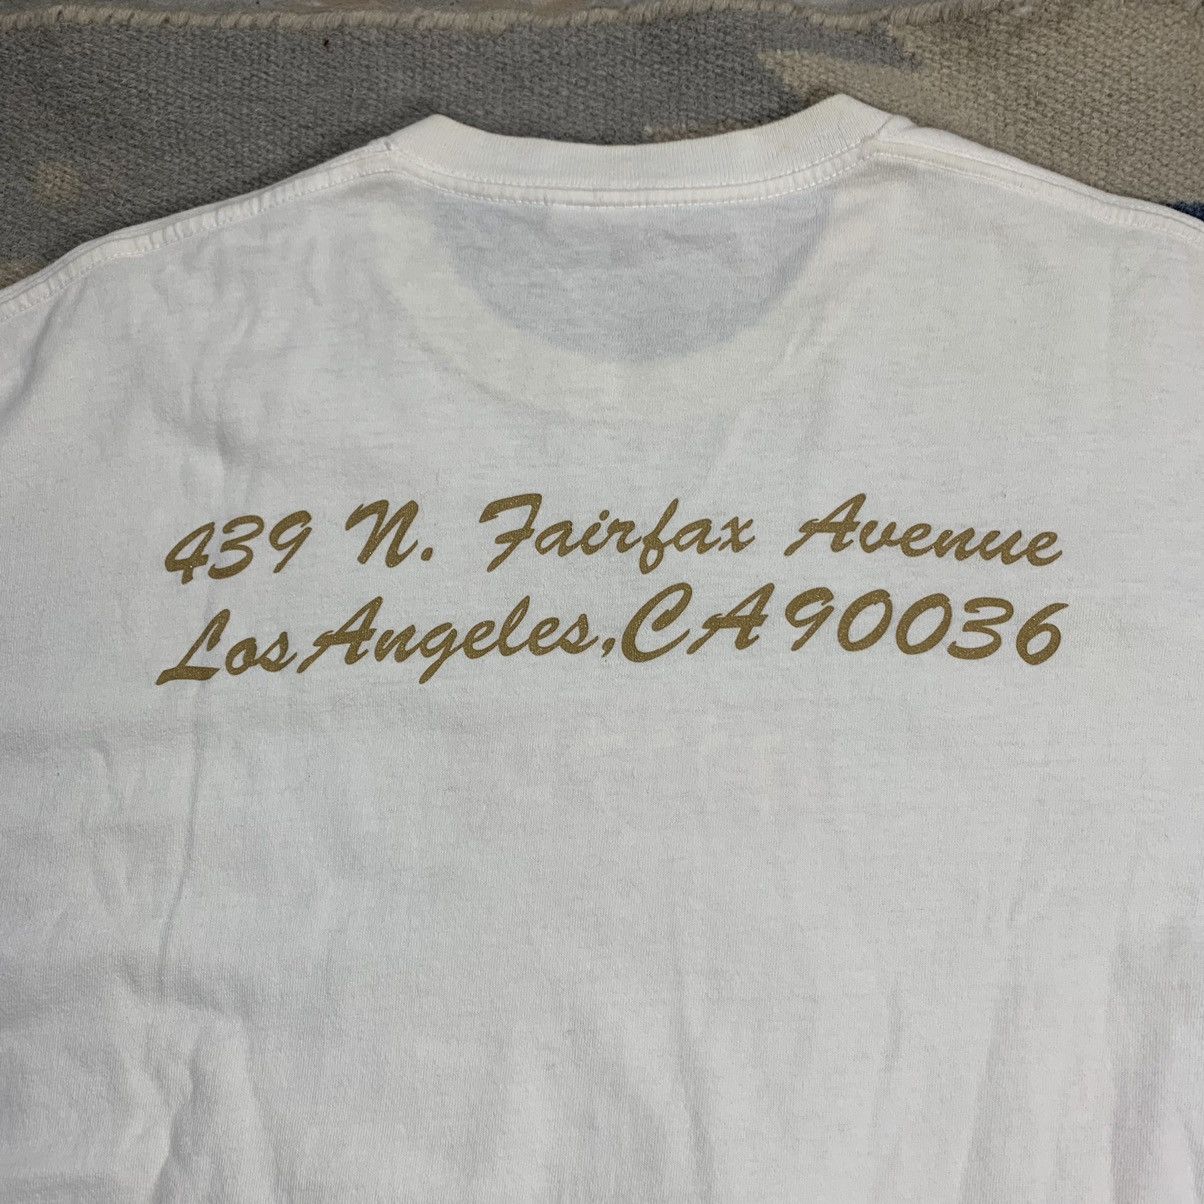 439 N. Fairfax Avenue
Los Angeles, CA 90036